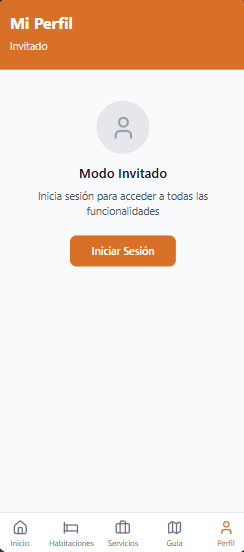 Mi Perfil
Invitado
Modo Invitado
Inicia sesión para acceder a todas las
funcionalidades
Iniciar Sesión
Inicio Habitaciones Servicios Guía Perfil